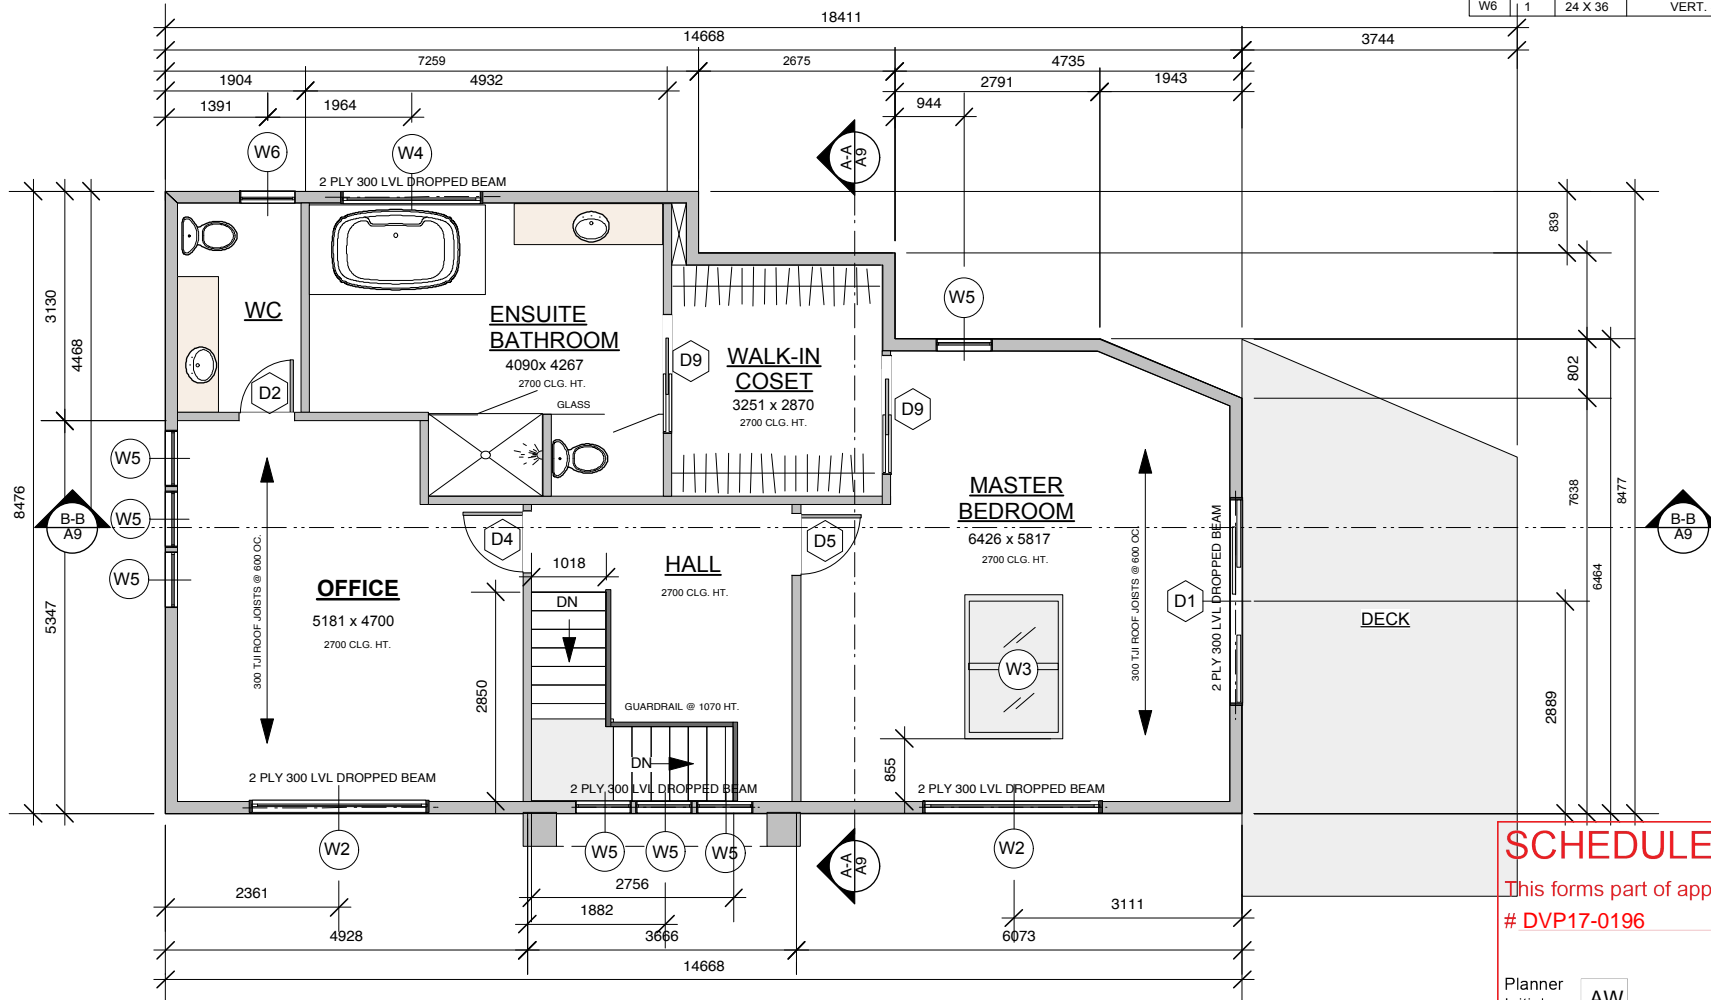 W6 1 24 X 36 VERT.
18411
14668 3744
7259 2675 4735
1904 4932 2791 1943
1391 1964 944
W6 W4 A-A A9
2 PLY 300 LVL DROPPED BEAM
839
WC
ENSUITE
BATHROOM
4090x 4267
2700 CLG. HT.
GLASS
D9
WALK-IN
COSET
3251 x 2870
2700 CLG. HT.
W5
D9
D2
3130
4468
8476
5347
802
7638
8477
6464
2889
W5
W5
W5
B-B
A9
B-B
A9
MASTER
BEDROOM
6426 x 5817
2700 CLG. HT.
D4
D5
HALL
2700 CLG. HT.
1018
DN
OFFICE
5181 x 4700
2700 CLG. HT.
300 TJI ROOF JOISTS @ 600 OC.
300 TJI ROOF JOISTS @ 600 OC.
2 PLY 300 LVL DROPPED BEAM
D1
DECK
W3
2850
GUARDRAIL @ 1070 HT.
DN
855
2 PLY 300 LVL DROPPED BEAM
2 PLY 300 LVL DROPPED BEAM
2 PLY 300 LVL DROPPED BEAM
W2 W5 W5 W5 A-A A9 W2
2756
2361 1882 3111
4928 3666 6073
14668
SCHEDULE
This forms part of app
# DVP17-0196
Planner
AW